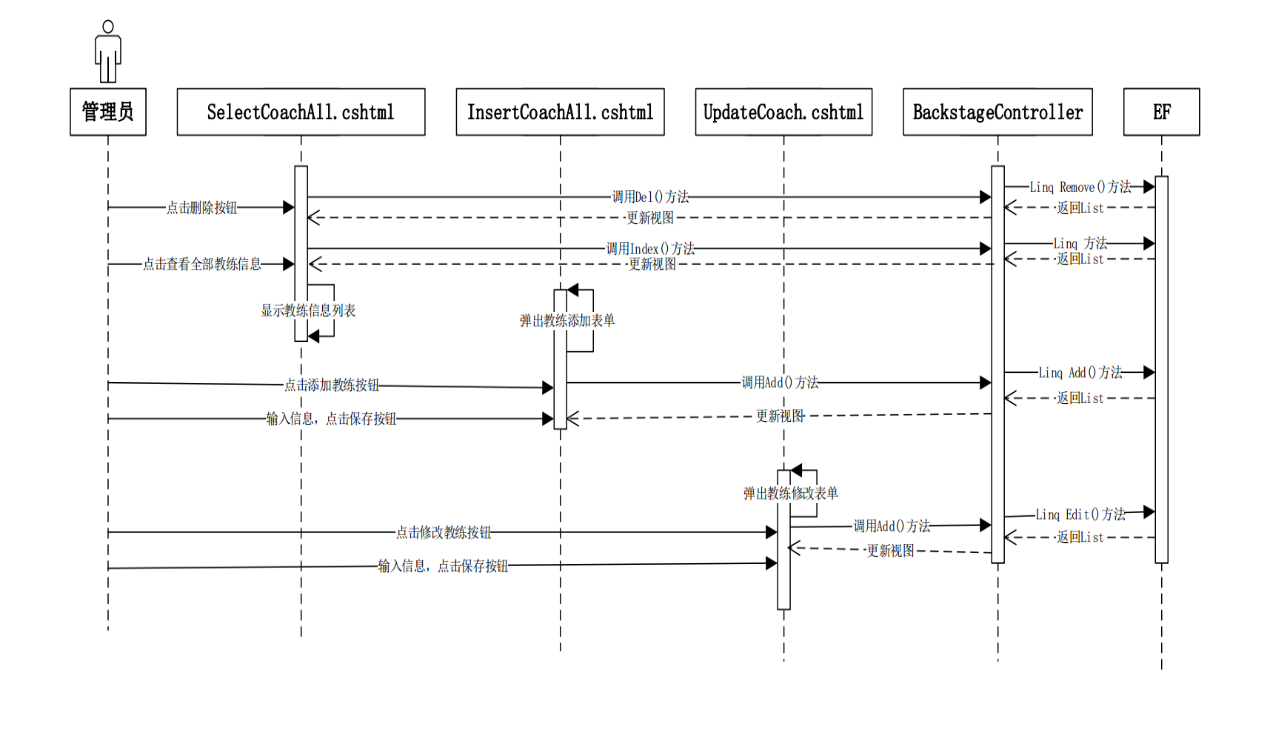 管理员
SelectCoachAll.cshtml
InsertCoachAll.cshtml
UpdateCoach.cshtml
BackstageController
EF
Linq Remove()方法
调用Del()方法
点击删除按钮
返回List
更新视图
Linq 方法
调用Index()方法
返回List
点击查看全部教练信息
更新视图
显示教练信息列表
弹出教练添加表单
Linq Add()方法
点击添加教练按钮
调用Add()方法
返回List
输入信息，点击保存按钮
更新视图
弹出教练修改表单
Linq Edit()方法
点击修改教练按钮
调用Add()方法
返回List
更新视图
输入信息，点击保存按钮